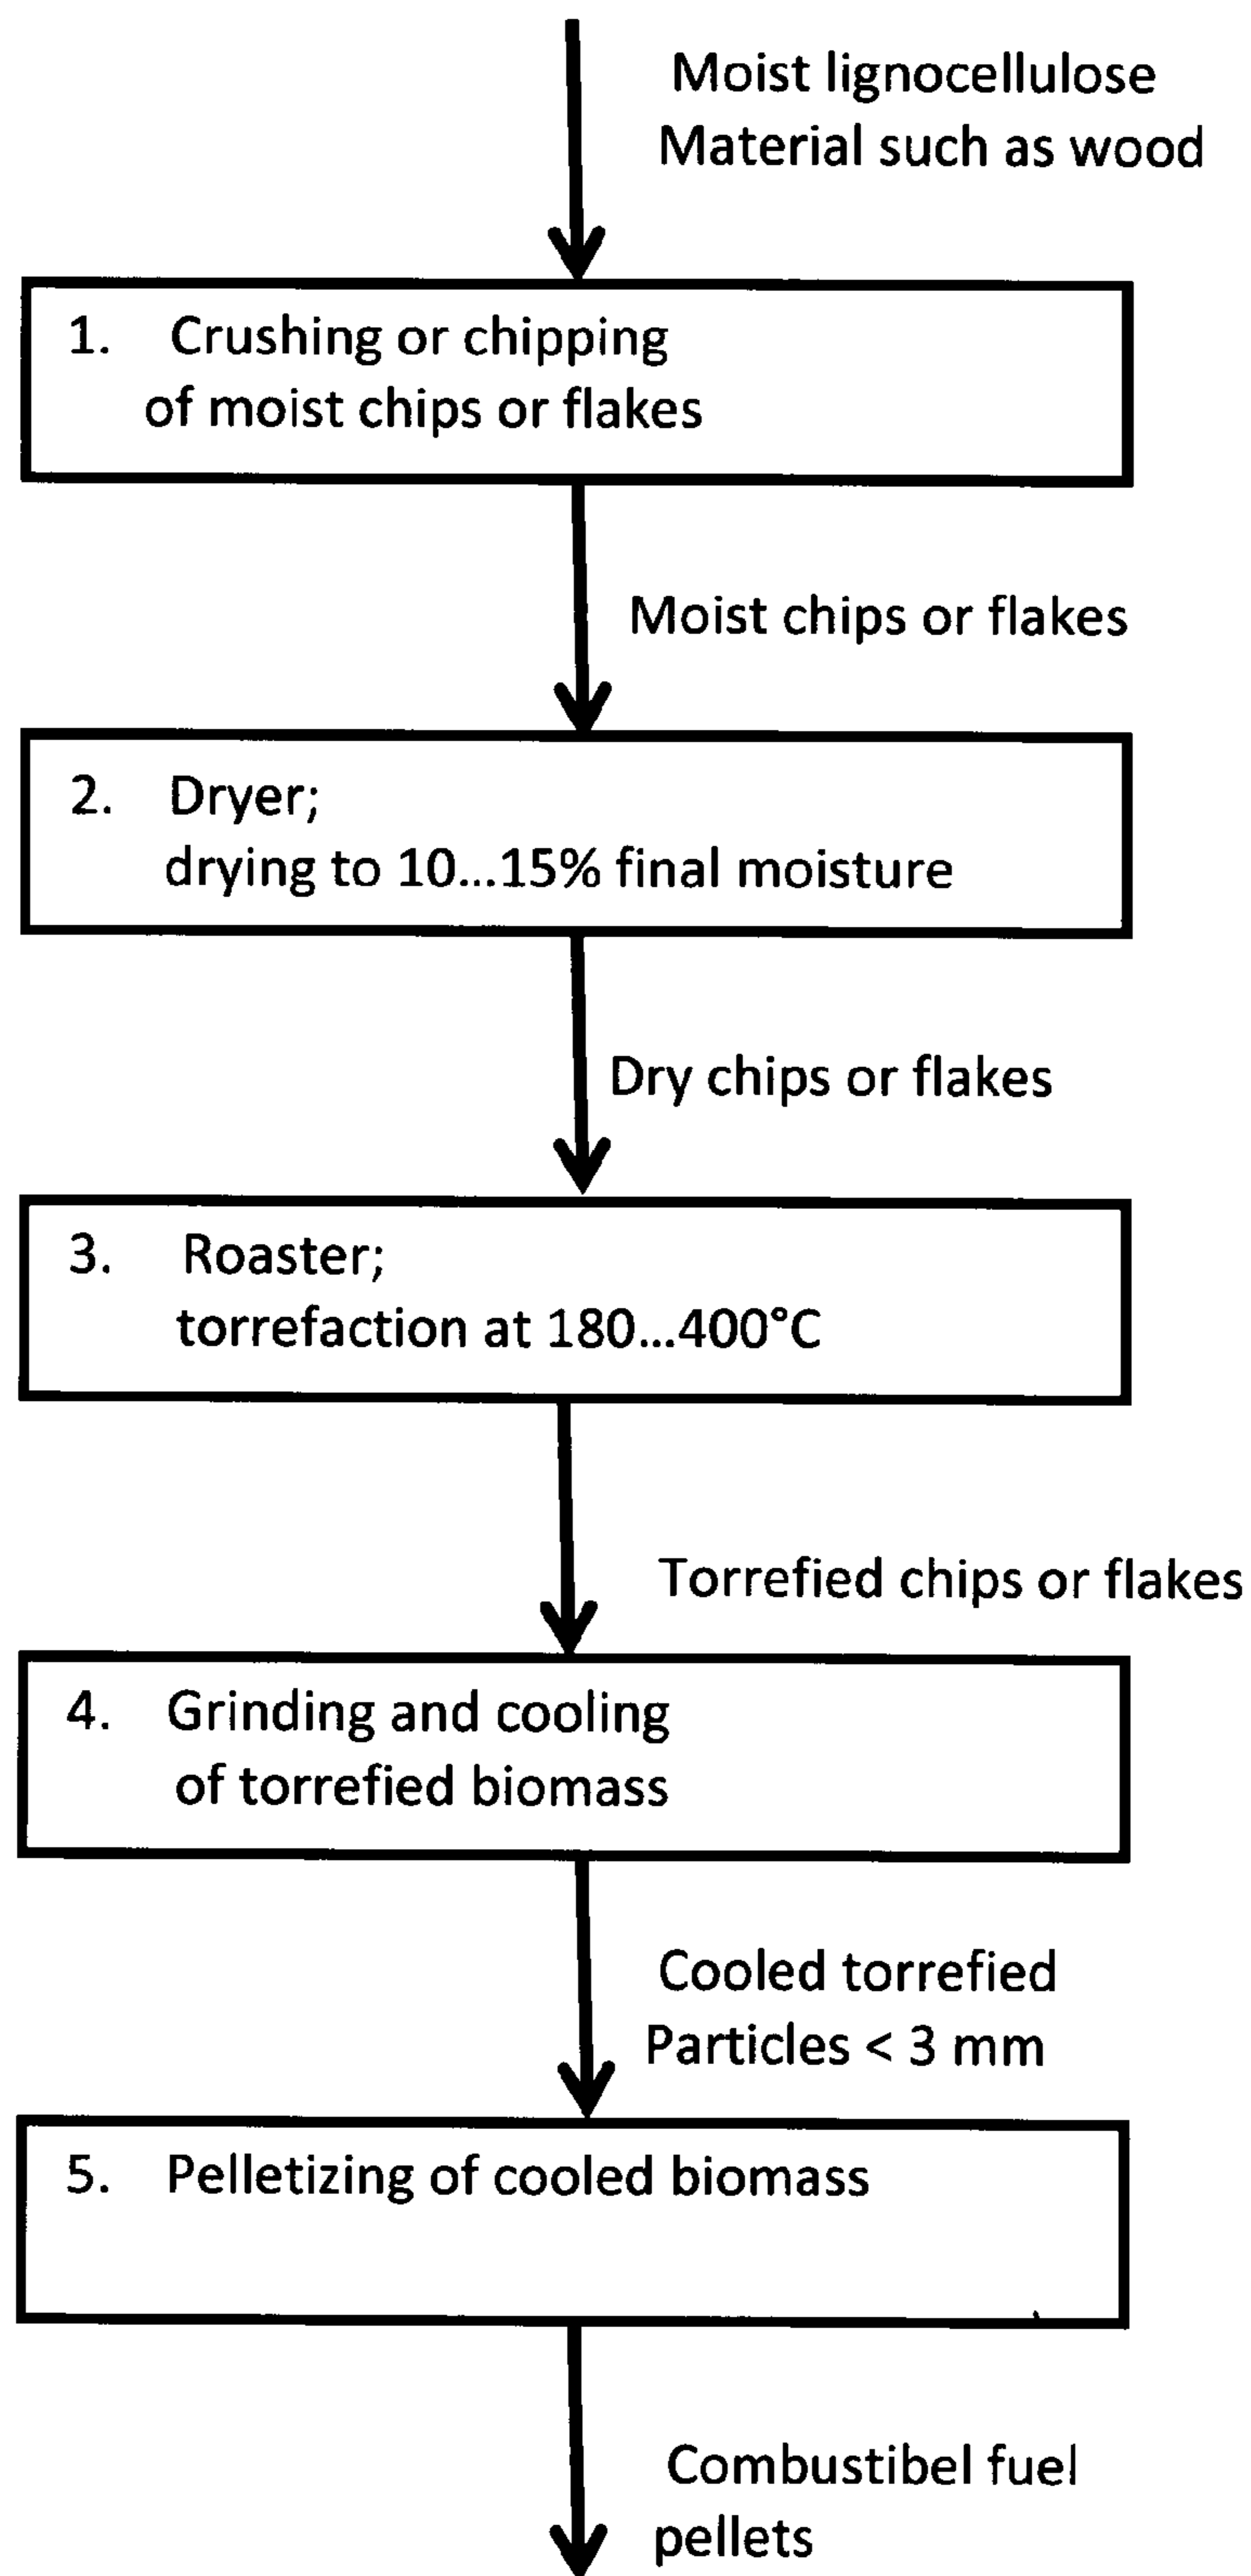 Moist lignocellulose
Material such as wood
1. Crushing or chipping
of moist chips or flakes
Moist chips or flakes
2. Dryer;
drying to 10...15% final moisture
Dry chips or flakes
3. Roaster;
torrefaction at 180...400°C
Torrefied chips or flakes
4. Grinding and cooling
of torrefied biomass
Cooled torrefied
Particles < 3 mm
5. Pelletizing of cooled biomass
Combustibel fuel
pellets